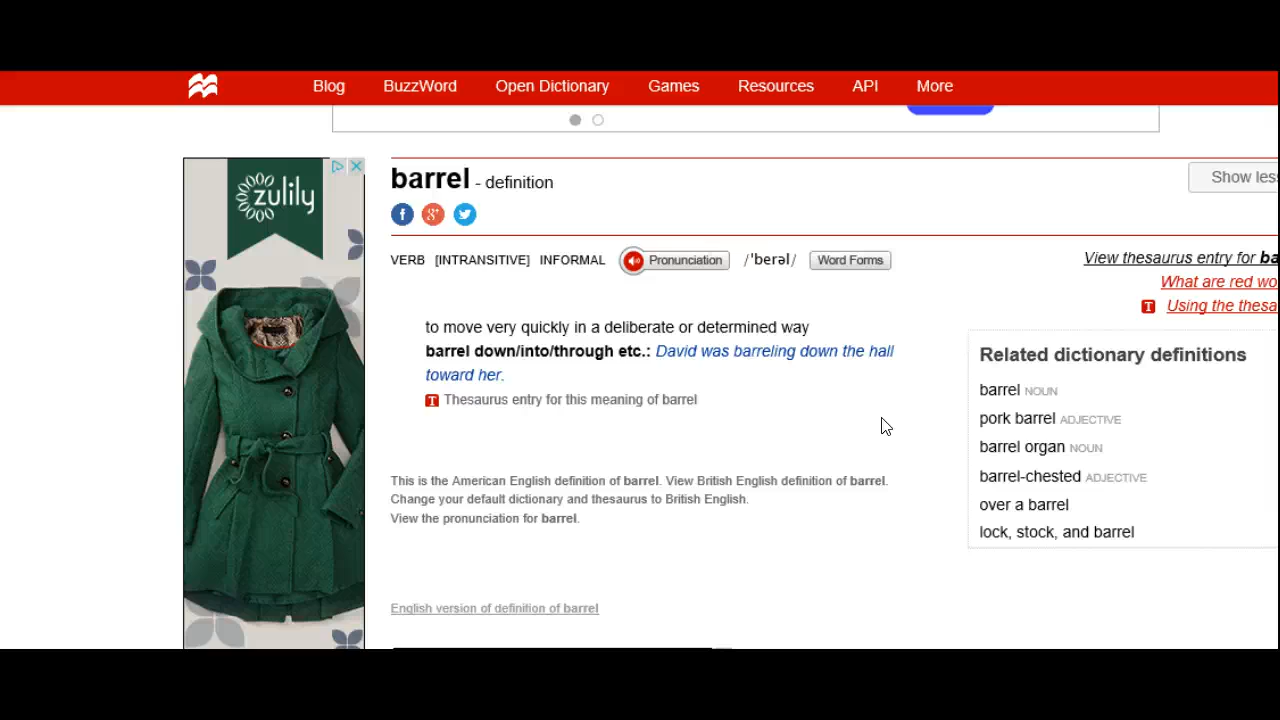 Blog BuzzWord Open Dictionary Games Resources API More
zulily
barrel - definition
Show less
VERB [INTRANSITIVE] INFORMAL Pronunciation /ˈberəl/ Word Forms
View thesaurus entry for ba
What are red wo
T Using the thesa
to move very quickly in a deliberate or determined way
barrel down/into/through etc.: David was barreling down the hall
toward her.
T Thesaurus entry for this meaning of barrel
Related dictionary definitions
barrel NOUN
pork barrel ADJECTIVE
barrel organ NOUN
barrel-chested ADJECTIVE
over a barrel
lock, stock, and barrel
This is the American English definition of barrel. View British English definition of barrel.
Change your default dictionary and thesaurus to British English.
View the pronunciation for barrel.
English version of definition of barrel